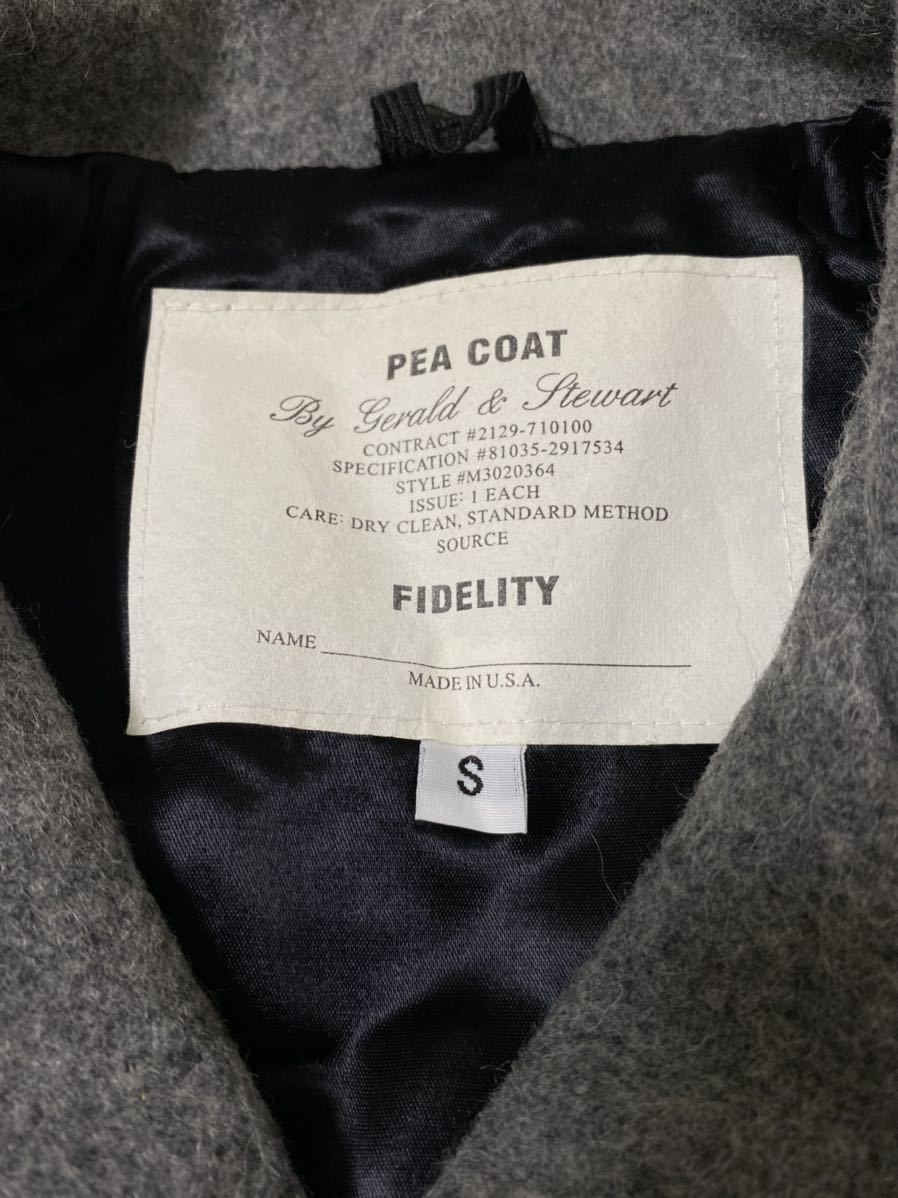 PEA COAT
By Gerald & Stewart
CONTRACT #2129-710100
SPECIFICATION #81035-2917534
STYLE #M3020364
ISSUE: 1 EACH
CARE: DRY CLEAN, STANDARD METHOD
SOURCE
FIDELITY
NAME
MADE IN U.S.A.
S